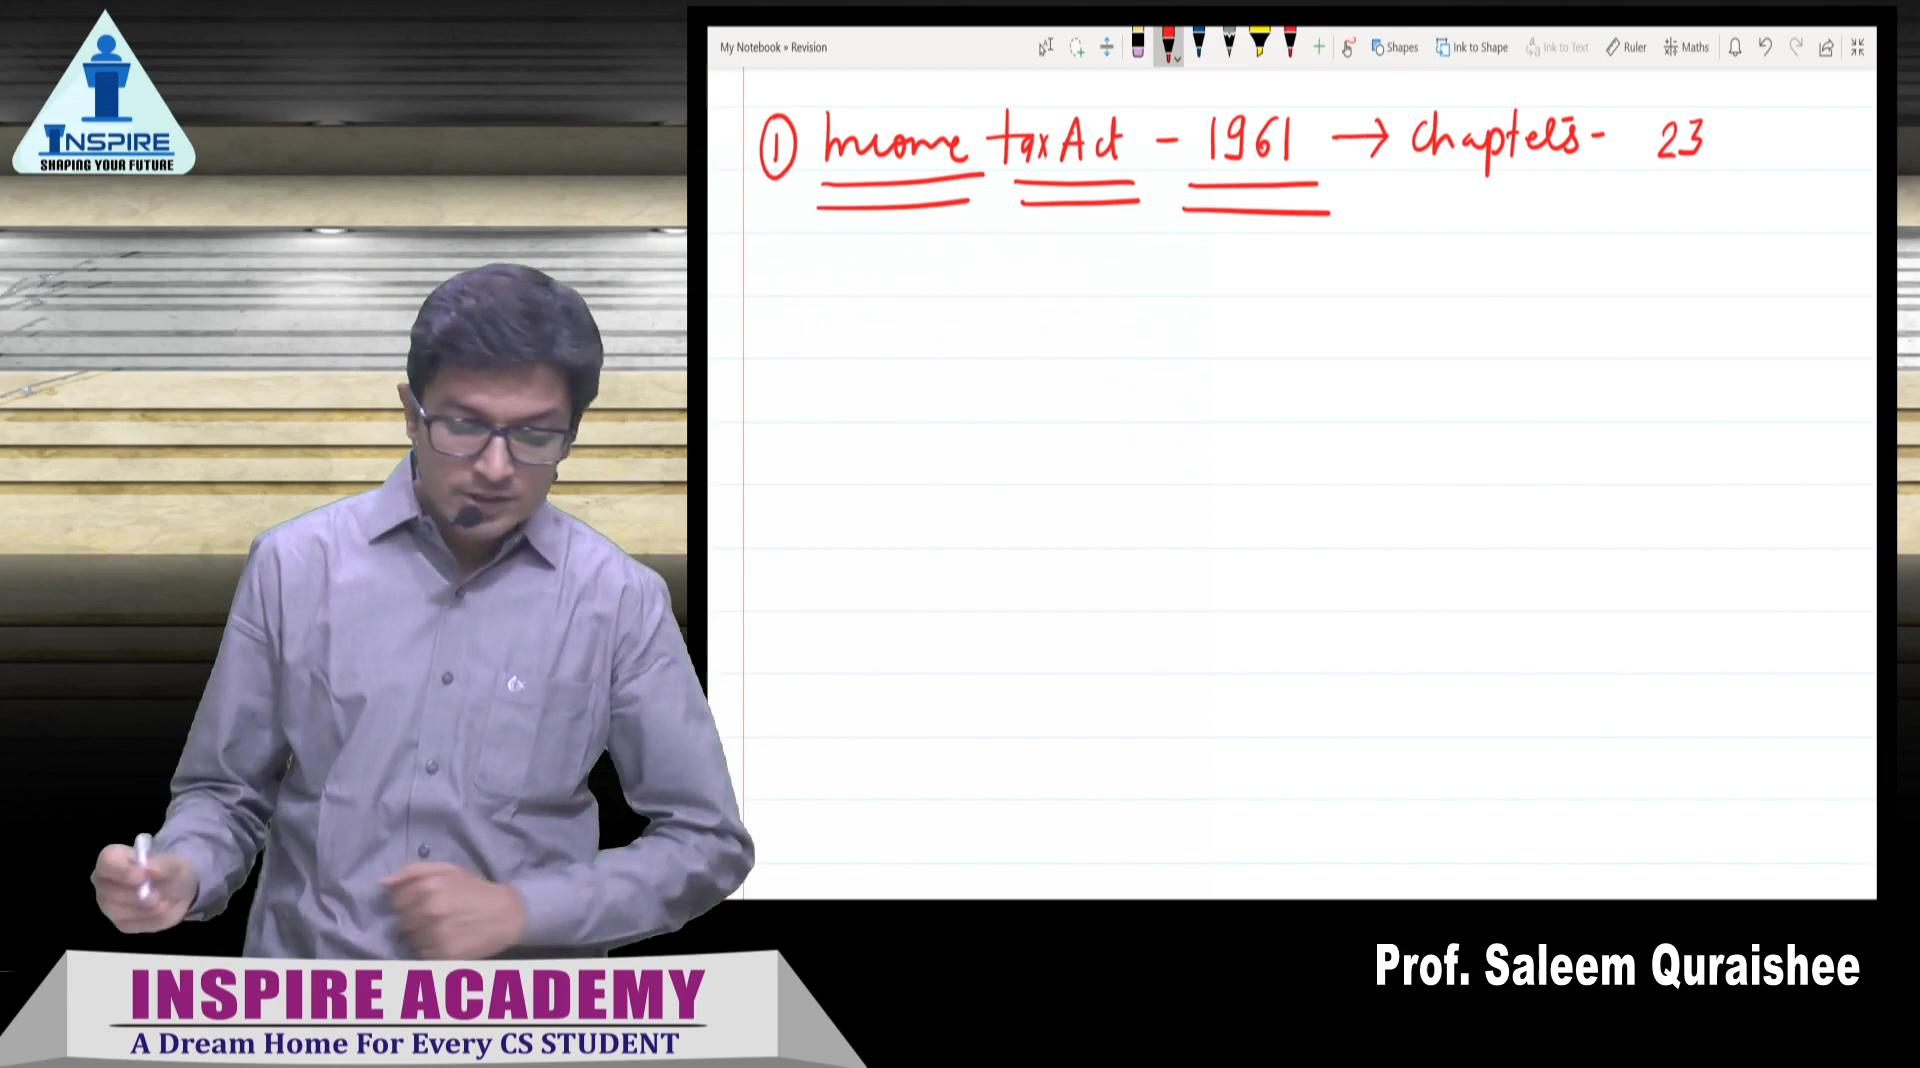 INSPIRE
SHAPING YOUR FUTURE
My Notebook » Revision
Shapes
Ink to Shape
Ink to Text
Ruler
Maths
① Income tax Act - 1961 → Chapters - 23
INSPIRE ACADEMY
A Dream Home For Every CS STUDENT
Prof. Saleem Quraishee